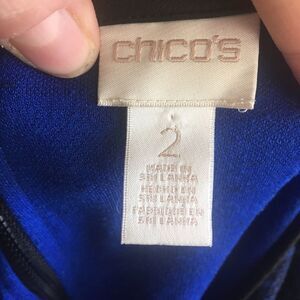 chico's
2
MADE IN
SRI LANKA
HECHO EN
SRI LANKA
FABRIQUÉ EN
SRI LANKA